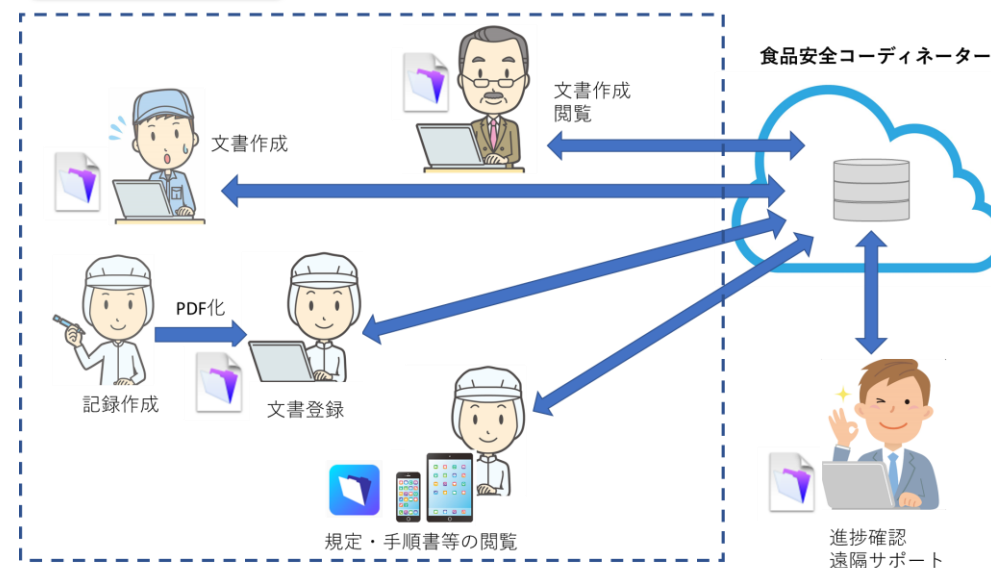 食品安全コーディネーター
文書作成
閲覧
文書作成
PDF化
記録作成
文書登録
規定・手順書等の閲覧
進捗確認
遠隔サポート